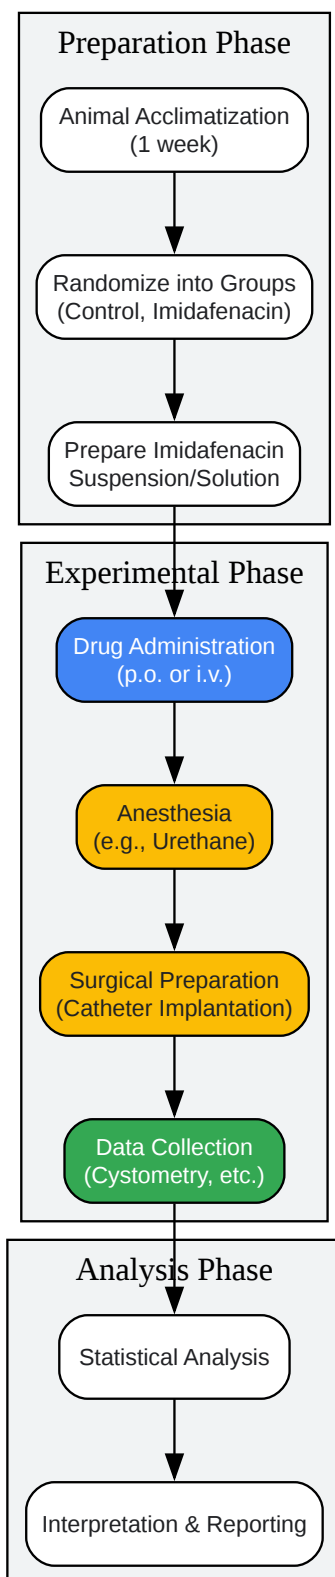 Preparation Phase
Animal Acclimatization
(1 week)
Randomize into Groups
(Control, Imidafenacin)
Prepare Imidafenacin
Suspension/Solution
Experimental Phase
Drug Administration
(p.o. or i.v.)
Anesthesia
(e.g., Urethane)
Surgical Preparation
(Catheter Implantation)
Data Collection
(Cystometry, etc.)
Analysis Phase
Statistical Analysis
Interpretation & Reporting